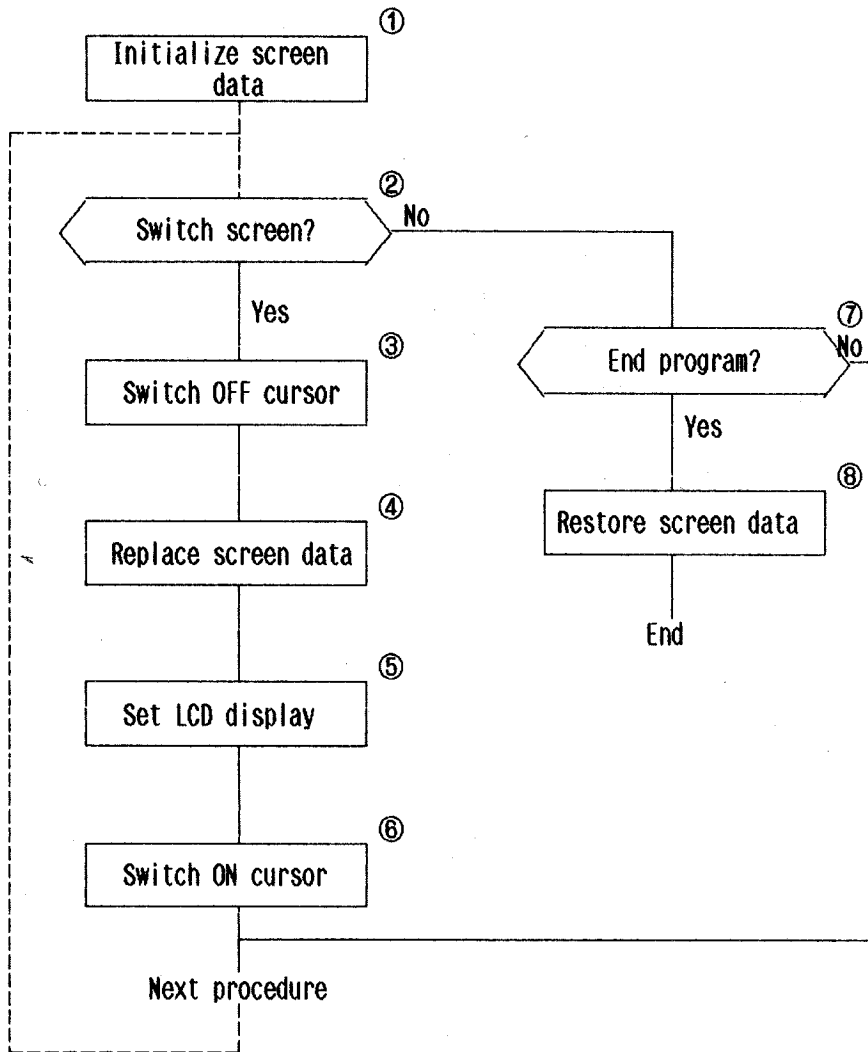 ①
Initialize screen
data
②
Switch screen?
No
Yes
③
Switch OFF cursor
④
Replace screen data
⑤
Set LCD display
⑥
Switch ON cursor
Next procedure
⑦
End program?
No
Yes
⑧
Restore screen data
End